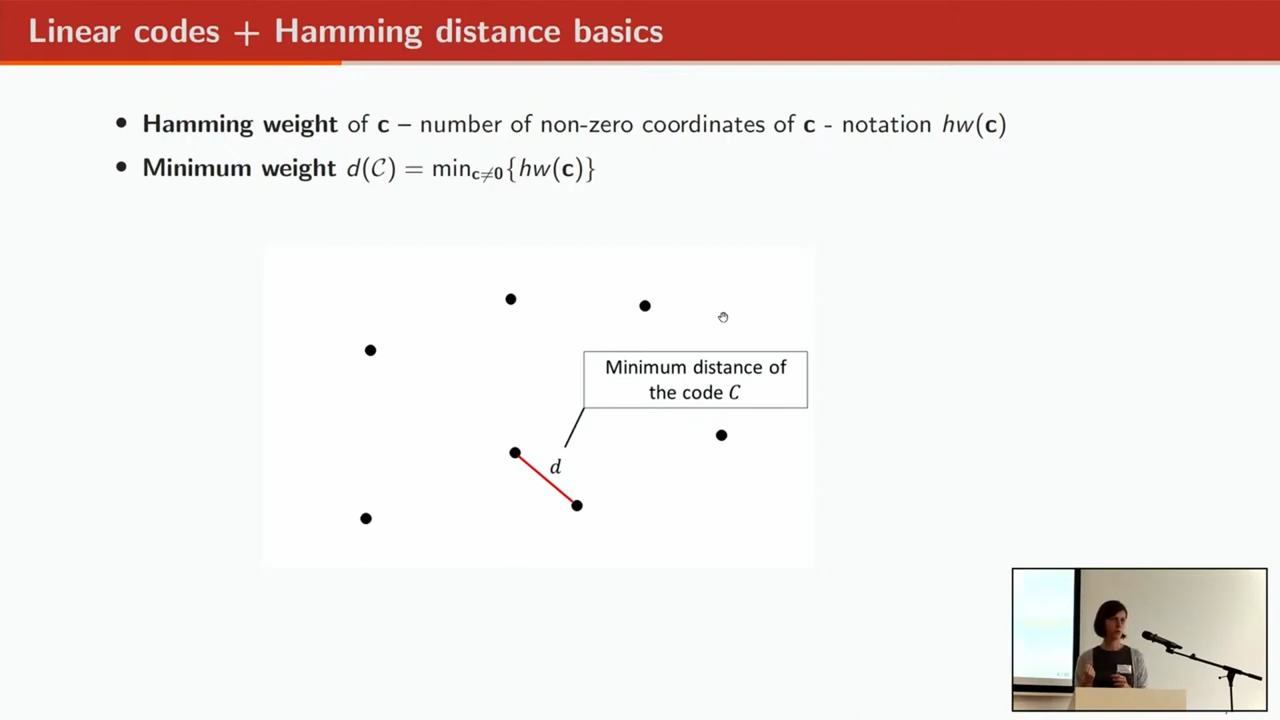 Linear codes + Hamming distance basics
• Hamming weight of c – number of non-zero coordinates of c - notation hw(c)
• Minimum weight d(𝒞) = min_{c≠0}{hw(c)}
Minimum distance of
the code C
d